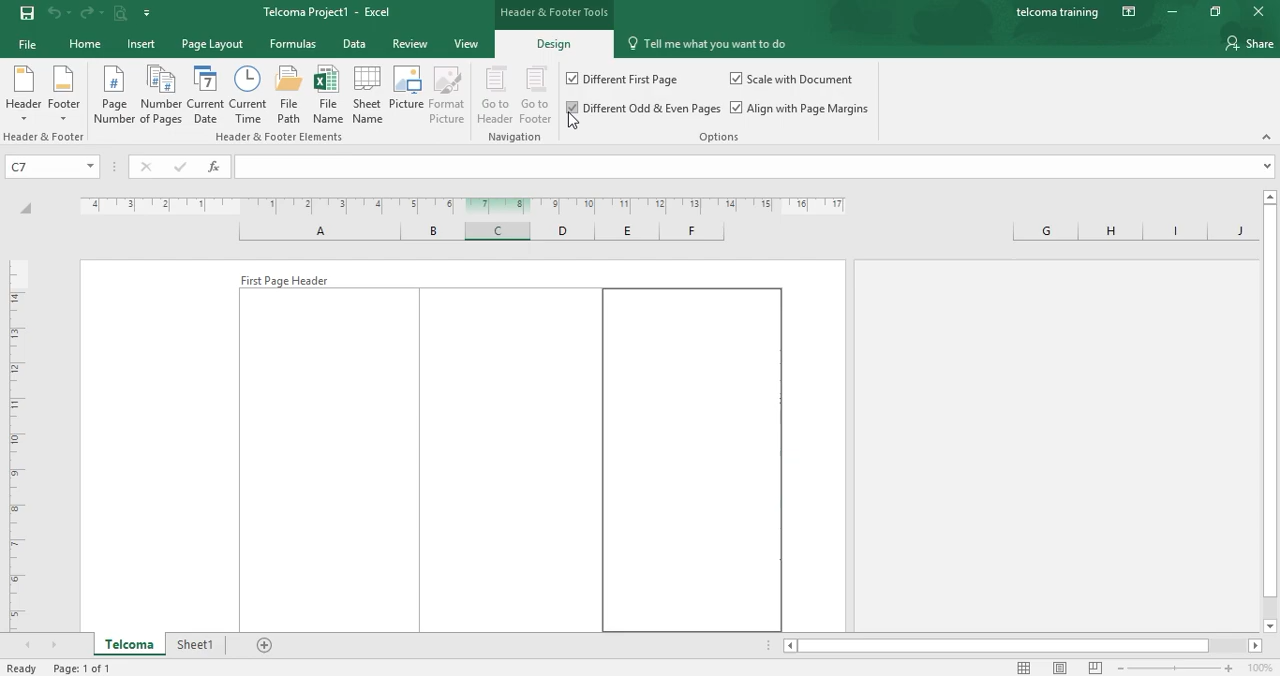 Telcoma Project1 - Excel
Header & Footer Tools
telcoma training
File Home Insert Page Layout Formulas Data Review View Design Tell me what you want to do Share
Header
Footer
Page Number
Number of Pages
Current Date
Current Time
File Path
File Name
Sheet Name
Picture
Format Picture
Go to Header
Go to Footer
Different First Page
Scale with Document
Different Odd & Even Pages
Align with Page Margins
Header & Footer
Header & Footer Elements
Navigation
Options
C7
fx
4 3 2 1 1 2 3 4 5 6 7 8 9 10 11 12 13 14 15 16 17
A B C D E F G H I J
First Page Header
14
13
12
11
10
9
8
7
6
5
Telcoma Sheet1
Ready Page: 1 of 1
100%